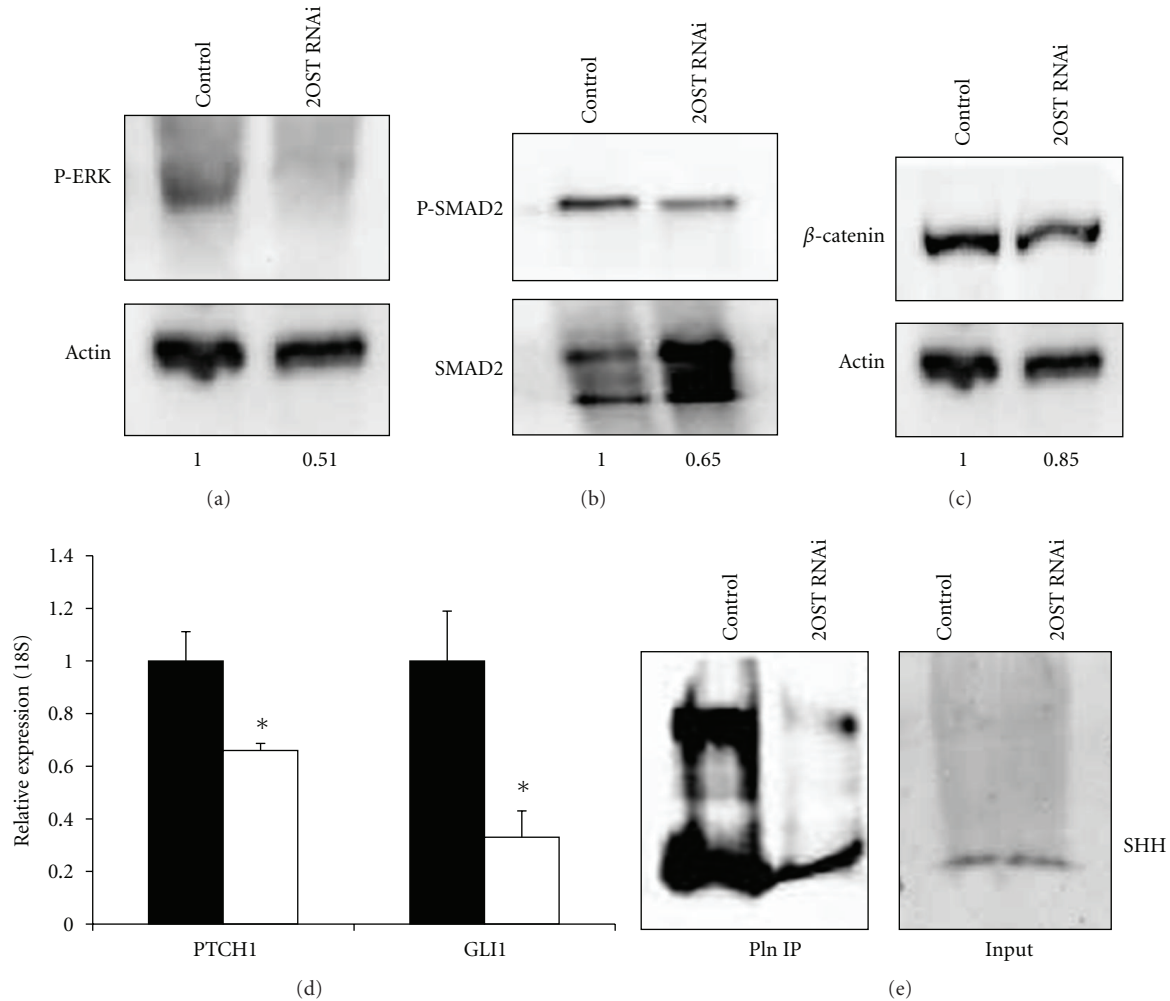 Control
2OST RNAi
P-ERK
Actin
1 0.51
(a)
Control
2OST RNAi
P-SMAD2
SMAD2
1 0.65
(b)
Control
2OST RNAi
β-catenin
Actin
1 0.85
(c)
Relative expression (18S)
1.4
1.2
1
0.8
0.6
0.4
0.2
0
*
*
PTCH1 GLI1
(d)
Control
2OST RNAi
Control
2OST RNAi
SHH
Pln IP Input
(e)